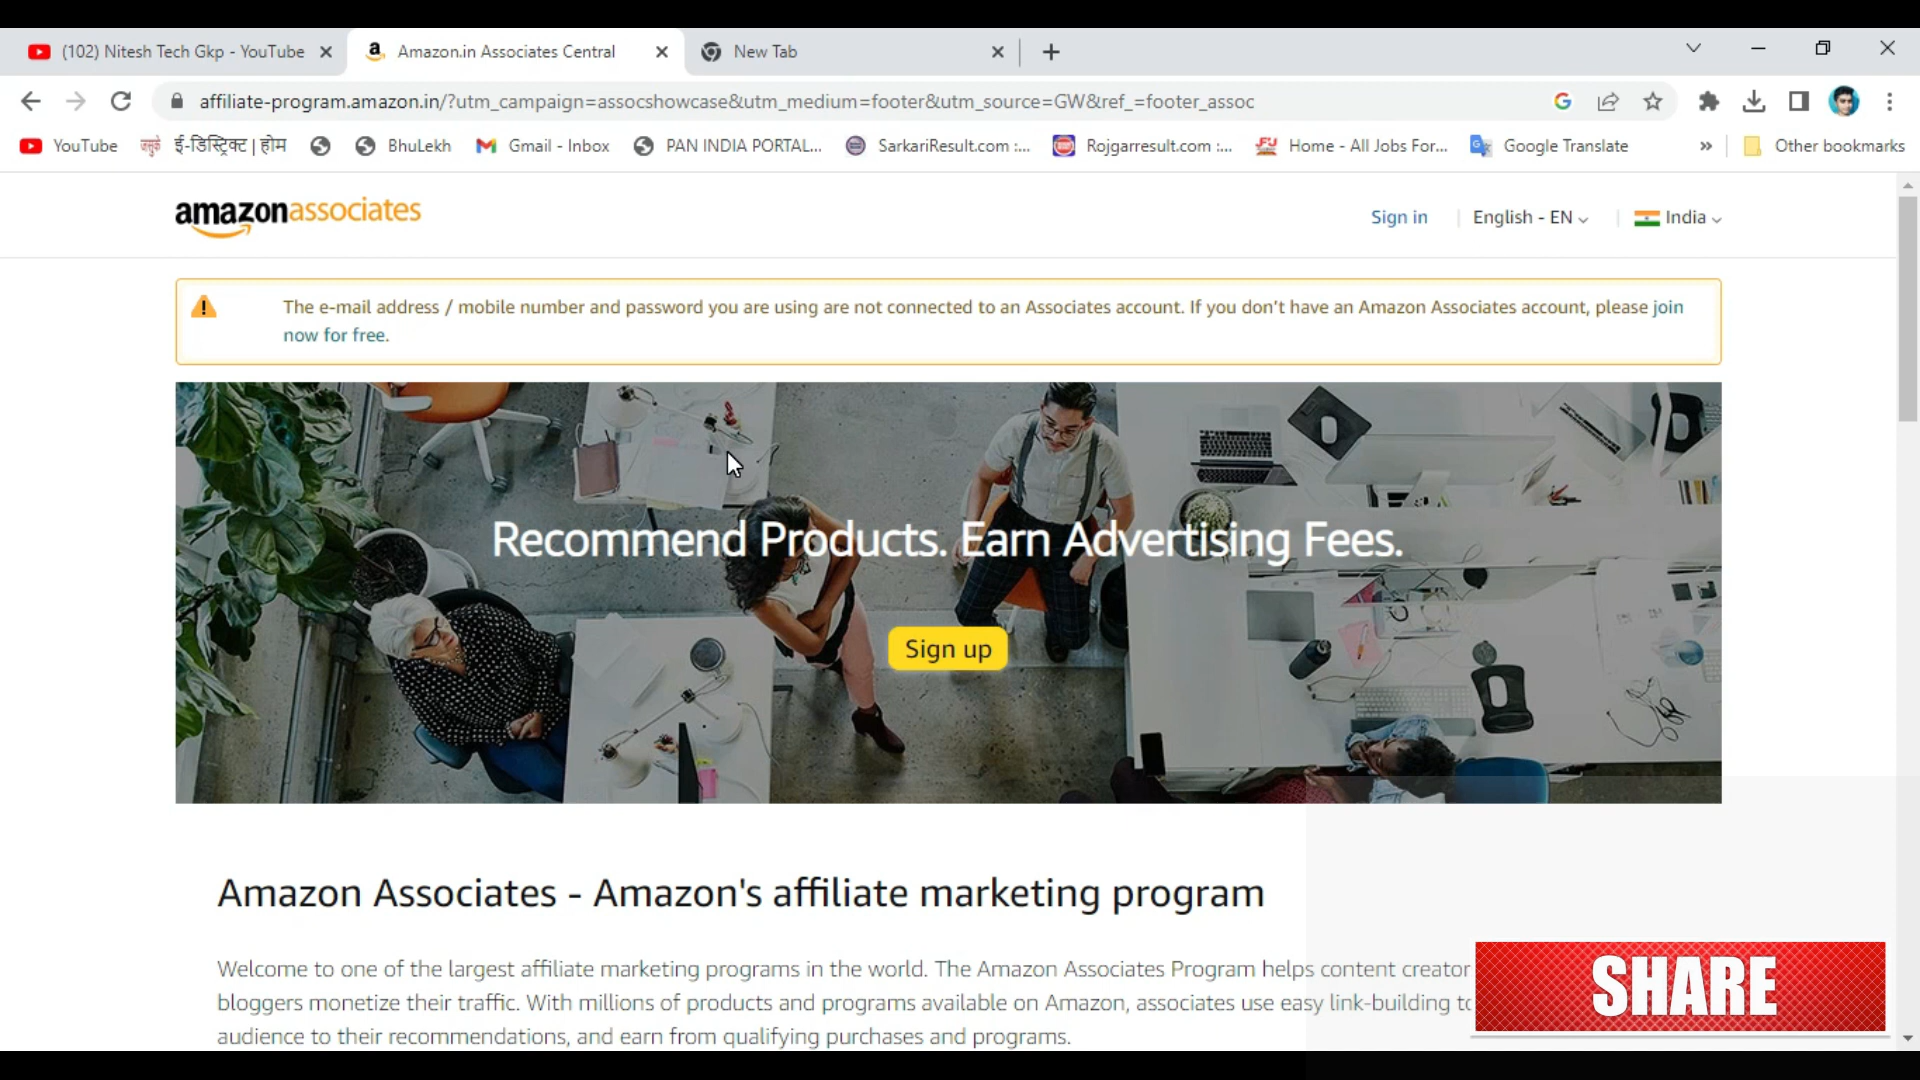 (102) Nitesh Tech Gkp - YouTube
Amazon.in Associates Central
New Tab
affiliate-program.amazon.in/?utm_campaign=assocshowcase&utm_medium=footer&utm_source=GW&ref_=footer_assoc
YouTube
ई-डिस्ट्रिक्ट | होम
BhuLekh
Gmail - Inbox
PAN INDIA PORTAL...
SarkariResult.com :...
Rojgarresult.com :...
Home - All Jobs For...
Google Translate
»
Other bookmarks
amazonassociates
Sign in
English - EN
India
The e-mail address / mobile number and password you are using are not connected to an Associates account. If you don't have an Amazon Associates account, please join
now for free.
Recommend Products. Earn Advertising Fees.
Sign up
Amazon Associates - Amazon's affiliate marketing program
Welcome to one of the largest affiliate marketing programs in the world. The Amazon Associates Program helps content creator
bloggers monetize their traffic. With millions of products and programs available on Amazon, associates use easy link-building to
audience to their recommendations, and earn from qualifying purchases and programs.
SHARE